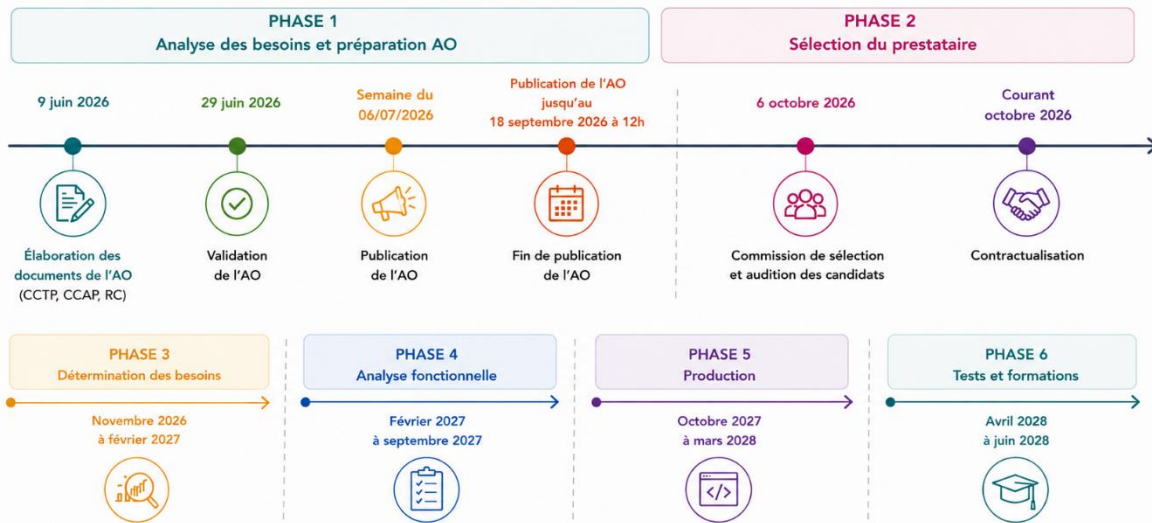 PHASE 1
Analyse des besoins et préparation AO
PHASE 2
Sélection du prestataire
9 juin 2026
29 juin 2026
Semaine du
06/07/2026
Publication de l'AO
jusqu'au
18 septembre 2026 à 12h
6 octobre 2026
Courant
octobre 2026
Élaboration des
documents de l'AO
(CCTP, CCAP, RC)
Validation
de l'AO
Publication
de l'AO
Fin de publication
de l'AO
Commission de sélection
et audition des candidats
Contractualisation
PHASE 3
Détermination des besoins
Novembre 2026
à février 2027
PHASE 4
Analyse fonctionnelle
Février 2027
à septembre 2027
PHASE 5
Production
Octobre 2027
à mars 2028
</>
PHASE 6
Tests et formations
Avril 2028
à juin 2028